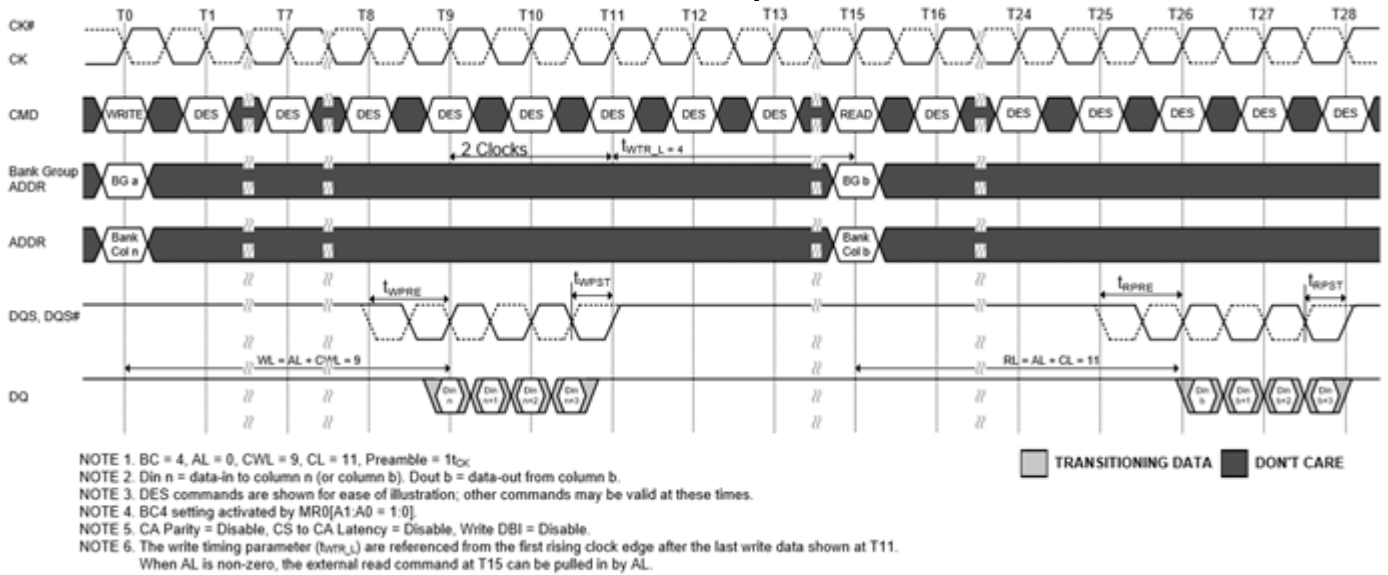 T0 T1 T7 T8 T9 T10 T11 T12 T13 T15 T16 T24 T25 T26 T27 T28
CK#
CK
CMD WRITE DES DES DES DES DES DES DES DES READ DES DES DES DES DES DES
2 Clocks tWTR_L = 4
Bank Group
ADDR
BG a BG b
ADDR
Bank
Col n
Bank
Col b
tWPRE tWPST tRPRE tRPST
DQS, DQS#
WL = AL + CWL = 9 RL = AL + CL = 11
DQ
Din
n
Din
n+1
Din
n+2
Din
n+3
Din
b
Din
b+1
Din
b+2
Din
b+3
NOTE 1. BC = 4, AL = 0, CWL = 9, CL = 11, Preamble = 1tCK
NOTE 2. Din n = data-in to column n (or column b). Dout b = data-out from column b.
NOTE 3. DES commands are shown for ease of illustration; other commands may be valid at these times.
NOTE 4. BC4 setting activated by MR0[A1:A0 = 1:0].
NOTE 5. CA Parity = Disable, CS to CA Latency = Disable, Write DBI = Disable.
NOTE 6. The write timing parameter (tWTR_L) are referenced from the first rising clock edge after the last write data shown at T11.
When AL is non-zero, the external read command at T15 can be pulled in by AL.
TRANSITIONING DATA DON'T CARE